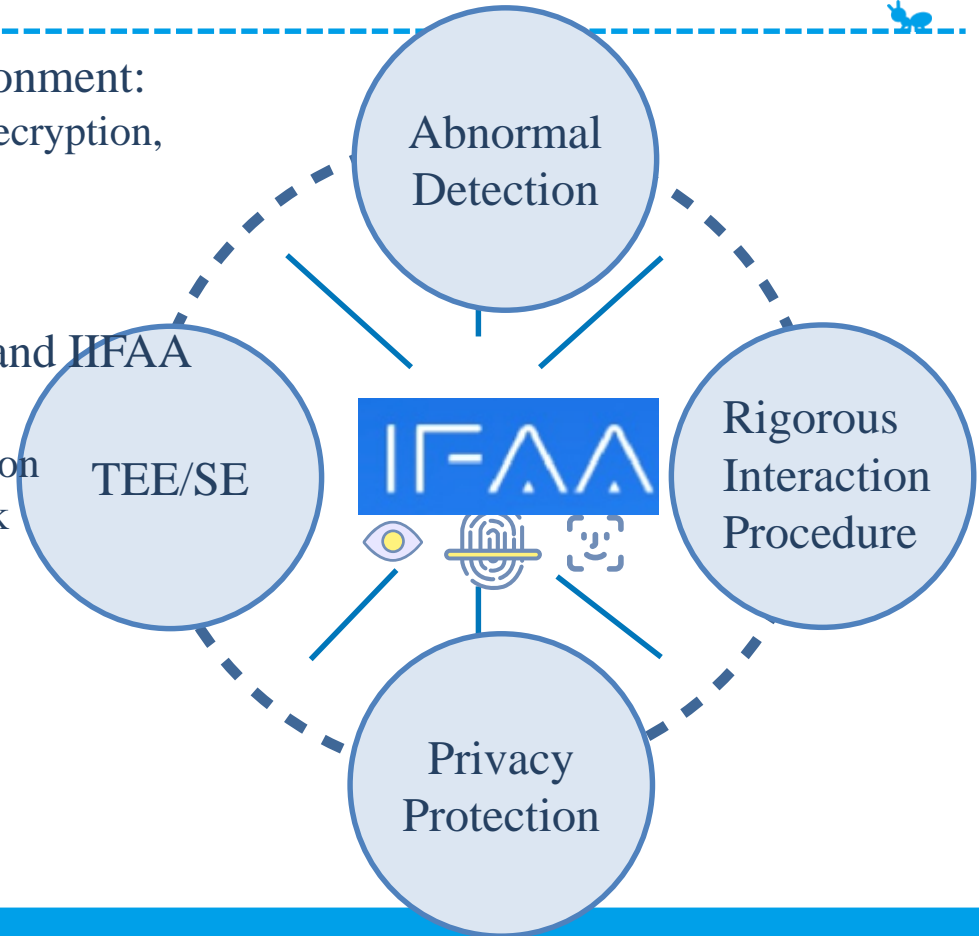 onment:
ecryption,
and IIFAA
on
k
Abnormal
Detection
TEE/SE
IFAA
Rigorous
Interaction
Procedure
Privacy
Protection